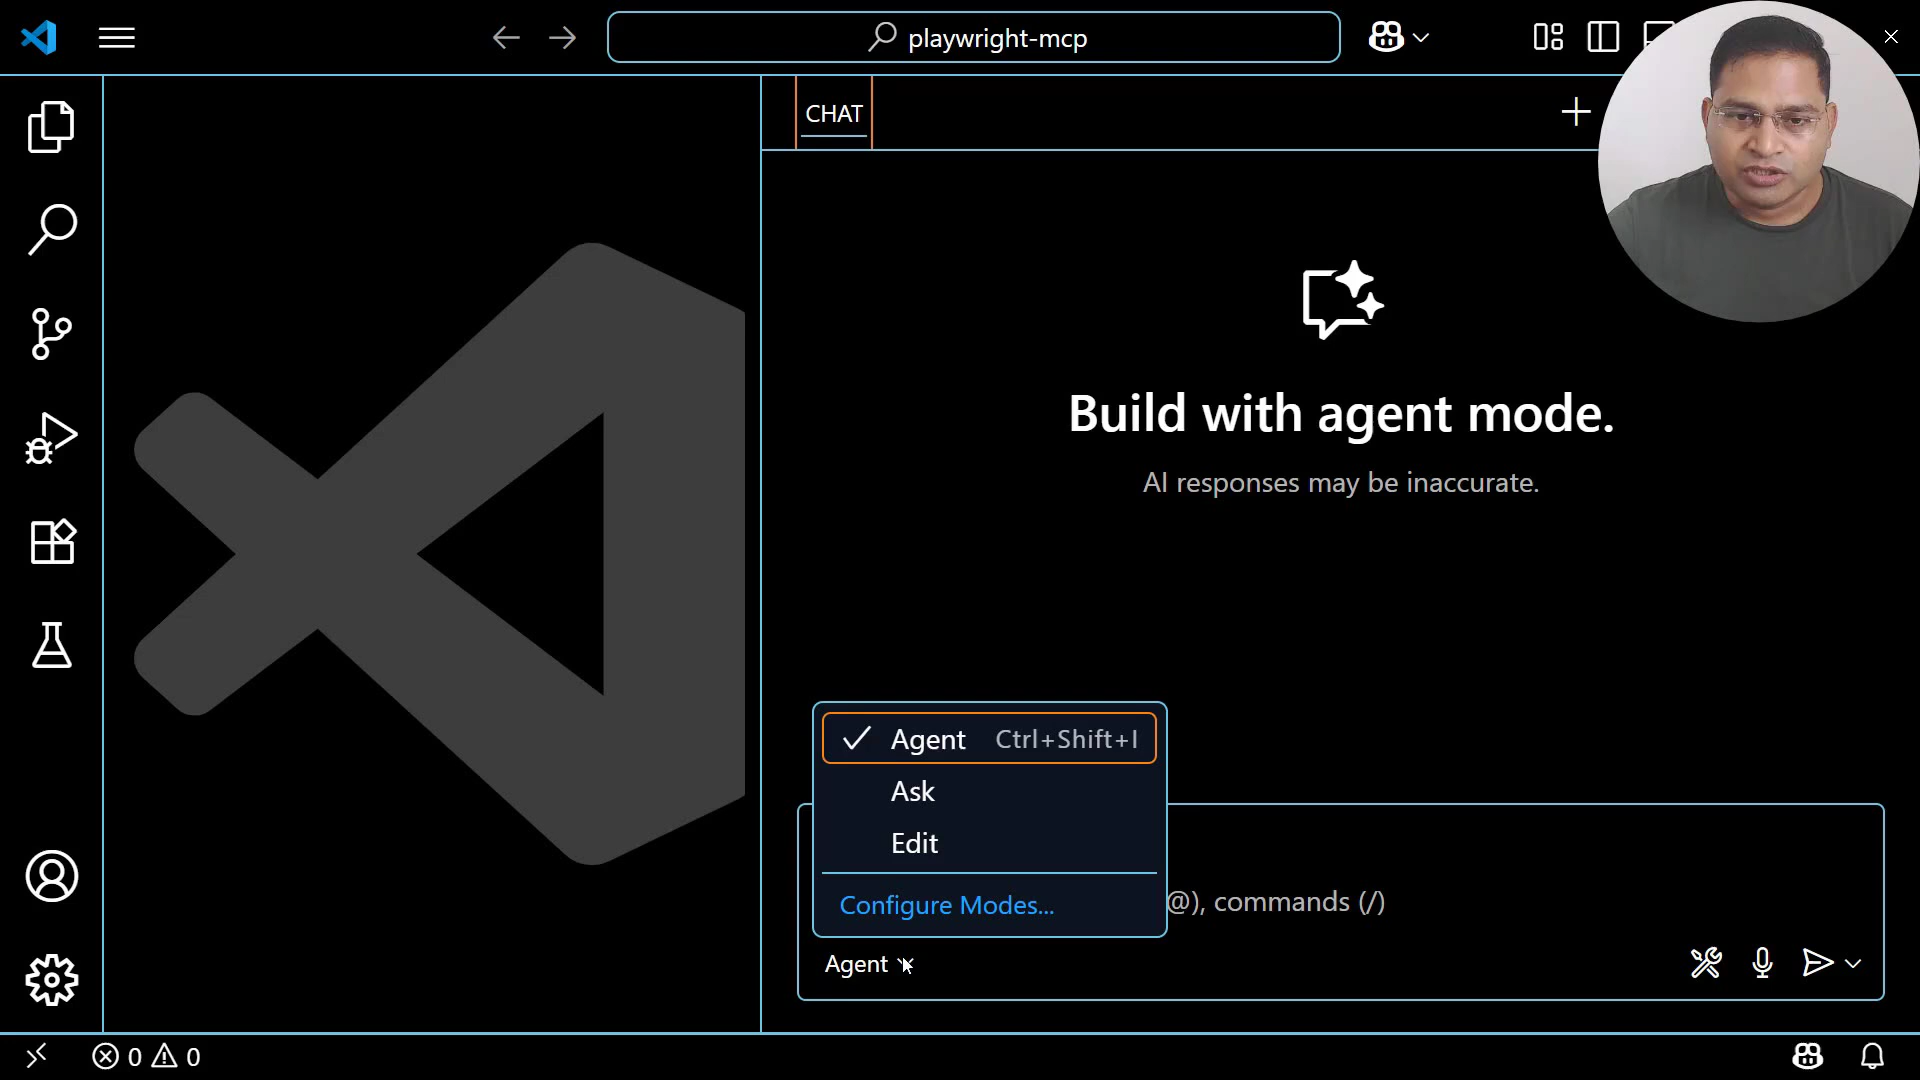 playwright-mcp
CHAT
Build with agent mode.
AI responses may be inaccurate.
Agent Ctrl+Shift+I
Ask
Edit
Configure Modes...
@), commands (/)
Agent
0 0